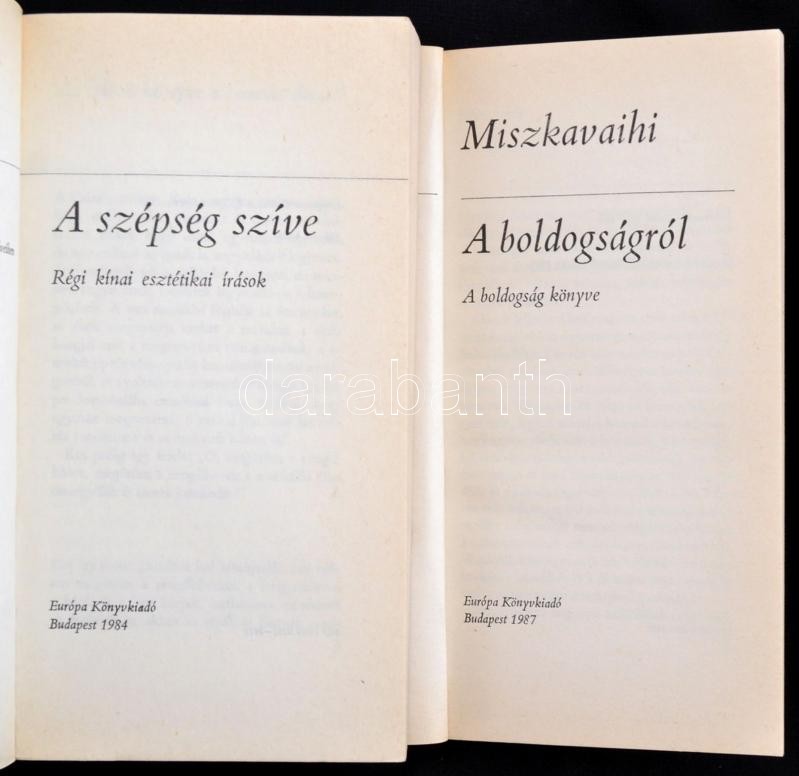 A szépség szíve
Régi kínai esztétikai írások
Európa Könyvkiadó
Budapest 1984
Miszkavaihi
A boldogságról
A boldogság könyve
Európa Könyvkiadó
Budapest 1987
darabanth